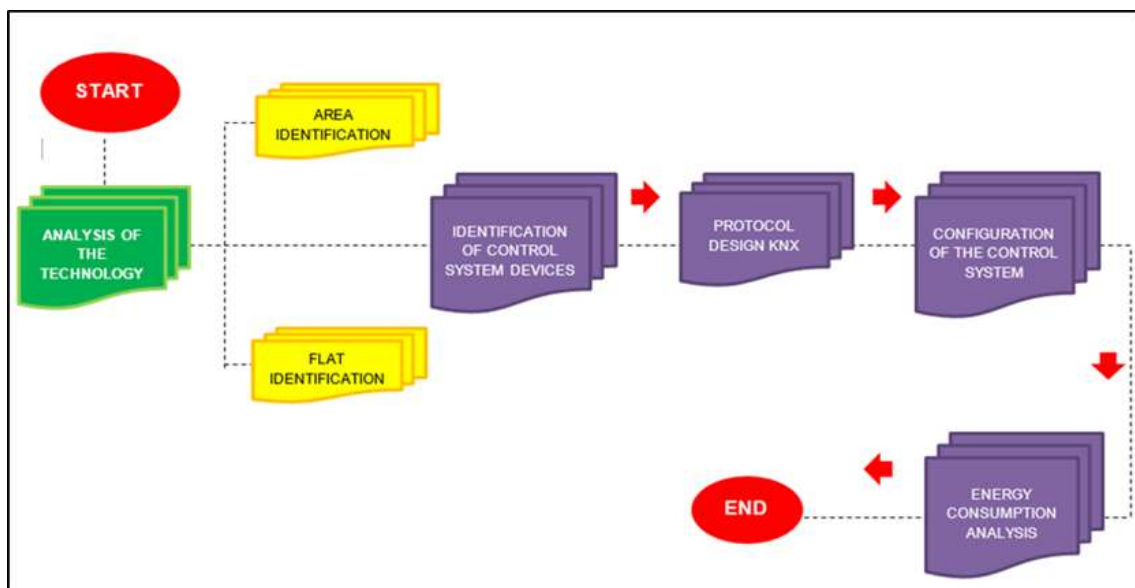 START
AREA
IDENTIFICATION
ANALYSIS OF
THE
TECHNOLOGY
IDENTIFICATION
OF CONTROL
SYSTEM DEVICES
PROTOCOL
DESIGN KNX
CONFIGURATION
OF THE CONTROL
SYSTEM
FLAT
IDENTIFICATION
ENERGY
CONSUMPTION
ANALYSIS
END